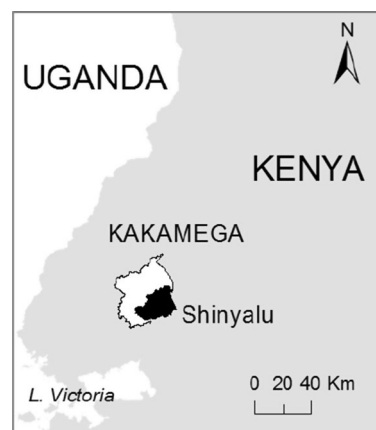 N
UGANDA
KENYA
KAKAMEGA
Shinyalu
L. Victoria
0 20 40 Km